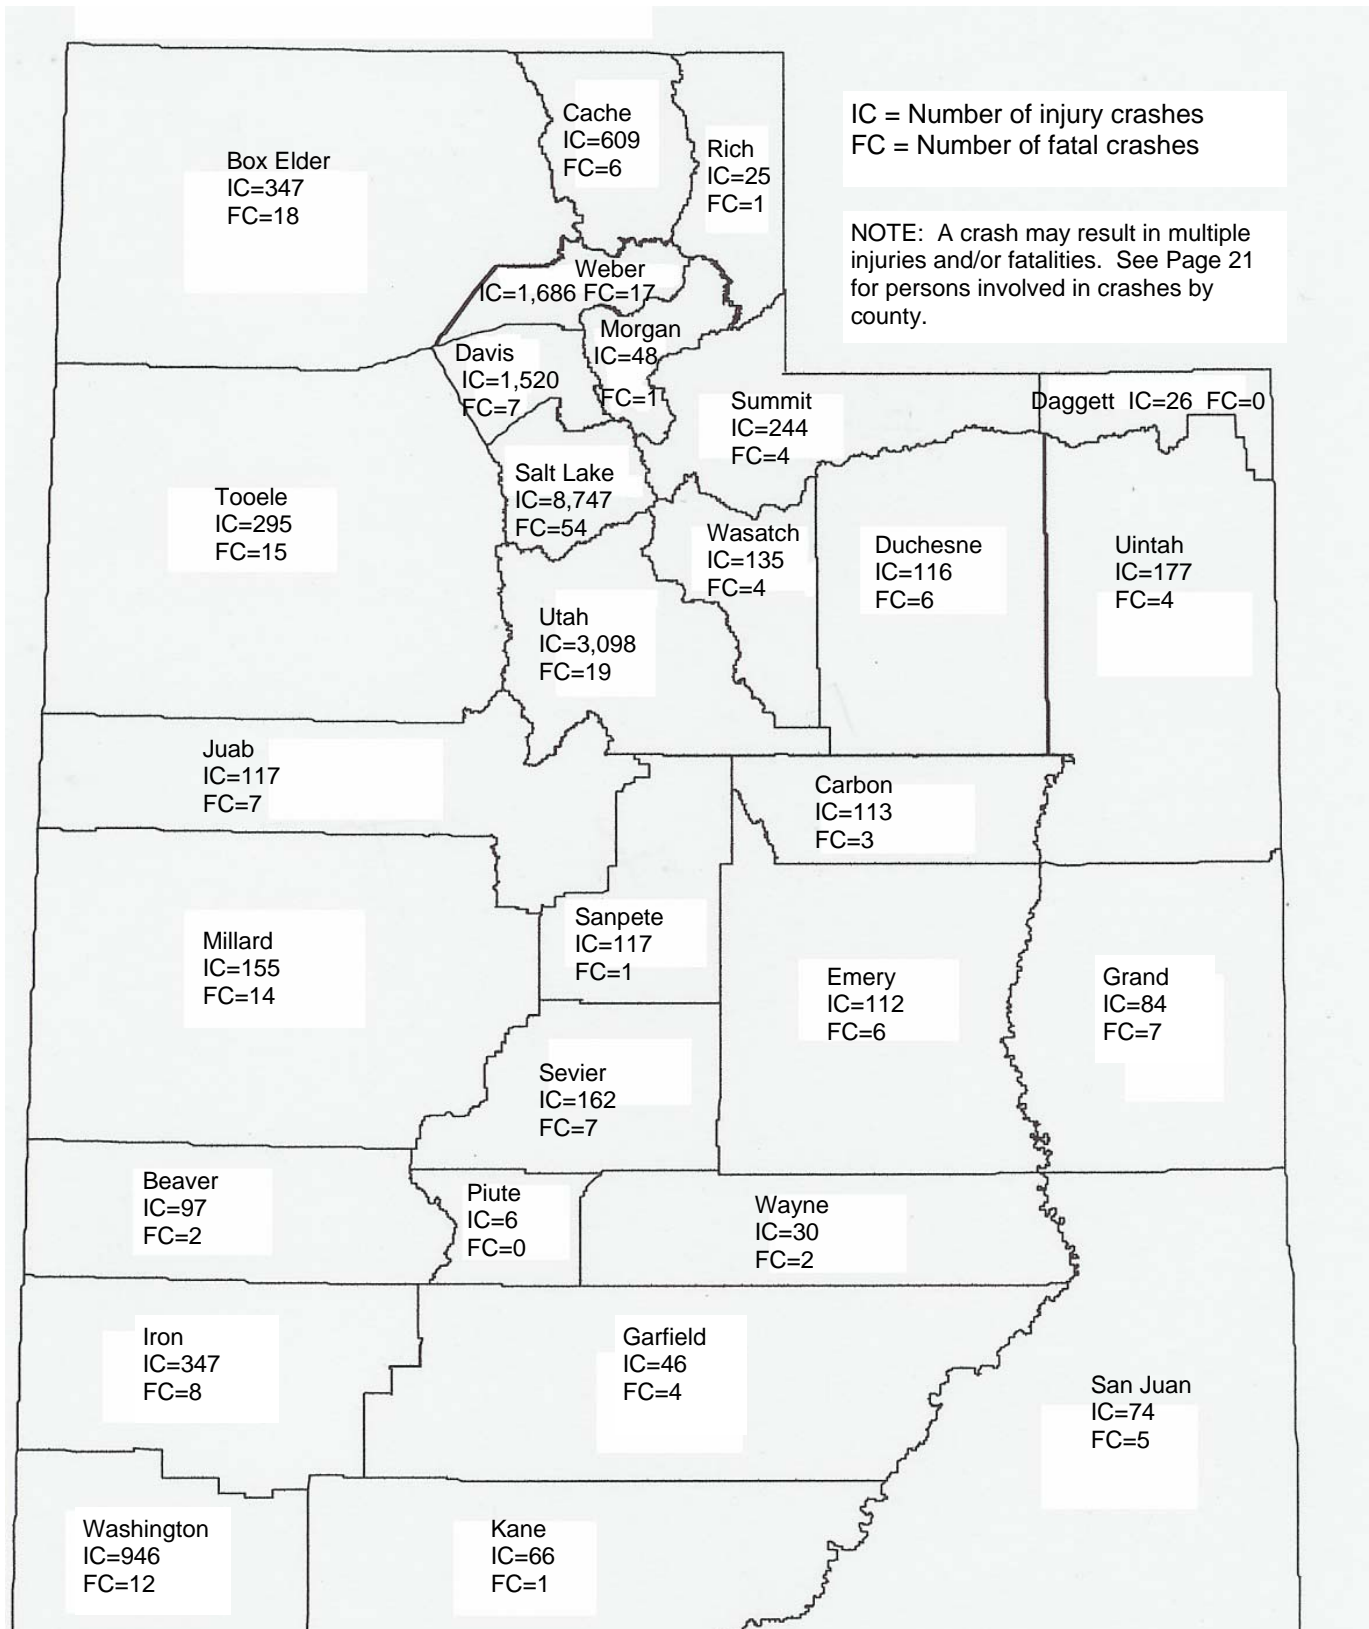 Cache
IC=609
FC=6
Rich
IC=25
FC=1
IC = Number of injury crashes
FC = Number of fatal crashes
Box Elder
IC=347
FC=18
NOTE: A crash may result in multiple
injuries and/or fatalities. See Page 21
for persons involved in crashes by
county.
Weber
IC=1,686 FC=17
Morgan
IC=48
FC=1
Davis
IC=1,520
FC=7
Summit
IC=244
FC=4
Daggett IC=26 FC=0
Salt Lake
IC=8,747
FC=54
Tooele
IC=295
FC=15
Wasatch
IC=135
FC=4
Duchesne
IC=116
FC=6
Uintah
IC=177
FC=4
Utah
IC=3,098
FC=19
Juab
IC=117
FC=7
Carbon
IC=113
FC=3
Sanpete
IC=117
FC=1
Millard
IC=155
FC=14
Emery
IC=112
FC=6
Grand
IC=84
FC=7
Sevier
IC=162
FC=7
Beaver
IC=97
FC=2
Piute
IC=6
FC=0
Wayne
IC=30
FC=2
Iron
IC=347
FC=8
Garfield
IC=46
FC=4
San Juan
IC=74
FC=5
Washington
IC=946
FC=12
Kane
IC=66
FC=1